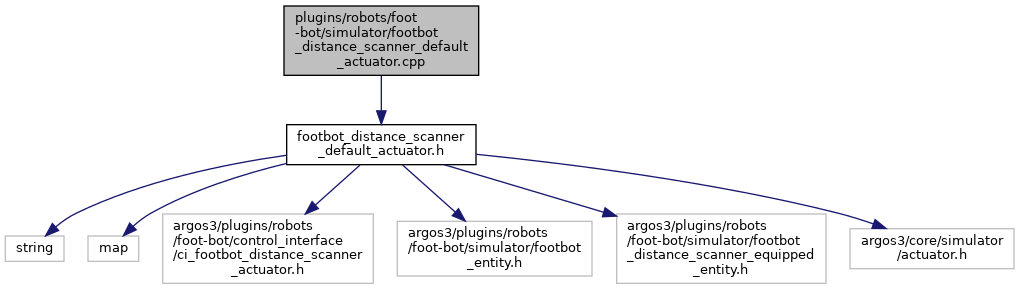 plugins/robots/foot
-bot/simulator/footbot
_distance_scanner_default
_actuator.cpp
footbot_distance_scanner
_default_actuator.h
string
map
argos3/plugins/robots
/foot-bot/control_interface
/ci_footbot_distance_scanner
_actuator.h
argos3/plugins/robots
/foot-bot/simulator/footbot
_entity.h
argos3/plugins/robots
/foot-bot/simulator/footbot
_distance_scanner_equipped
_entity.h
argos3/core/simulator
/actuator.h